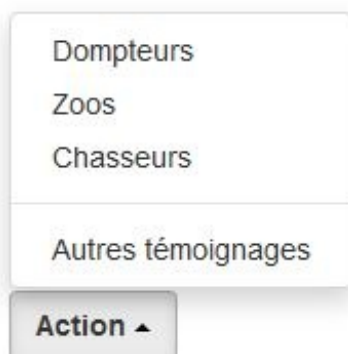 Dompteurs
Zoos
Chasseurs
Autres témoignages
Action